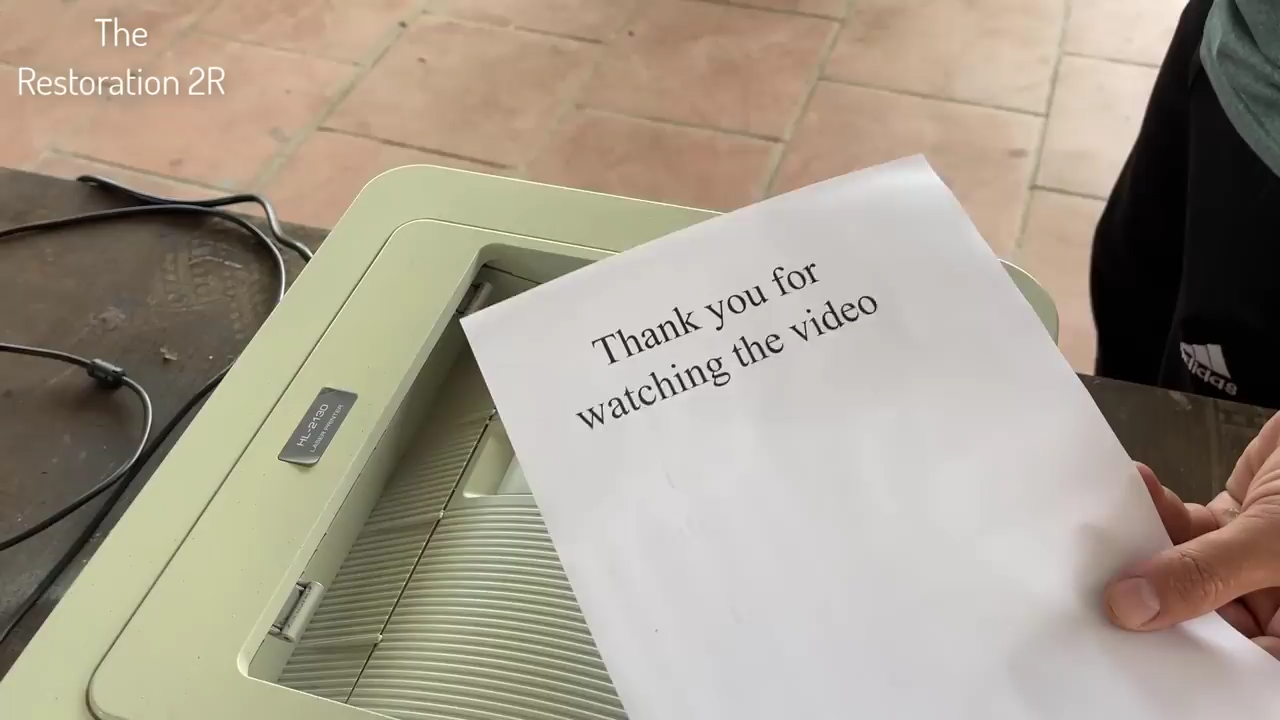 The
Restoration 2R
Thank you for
watching the video
HL-2130
LASER PRINTER
adidas